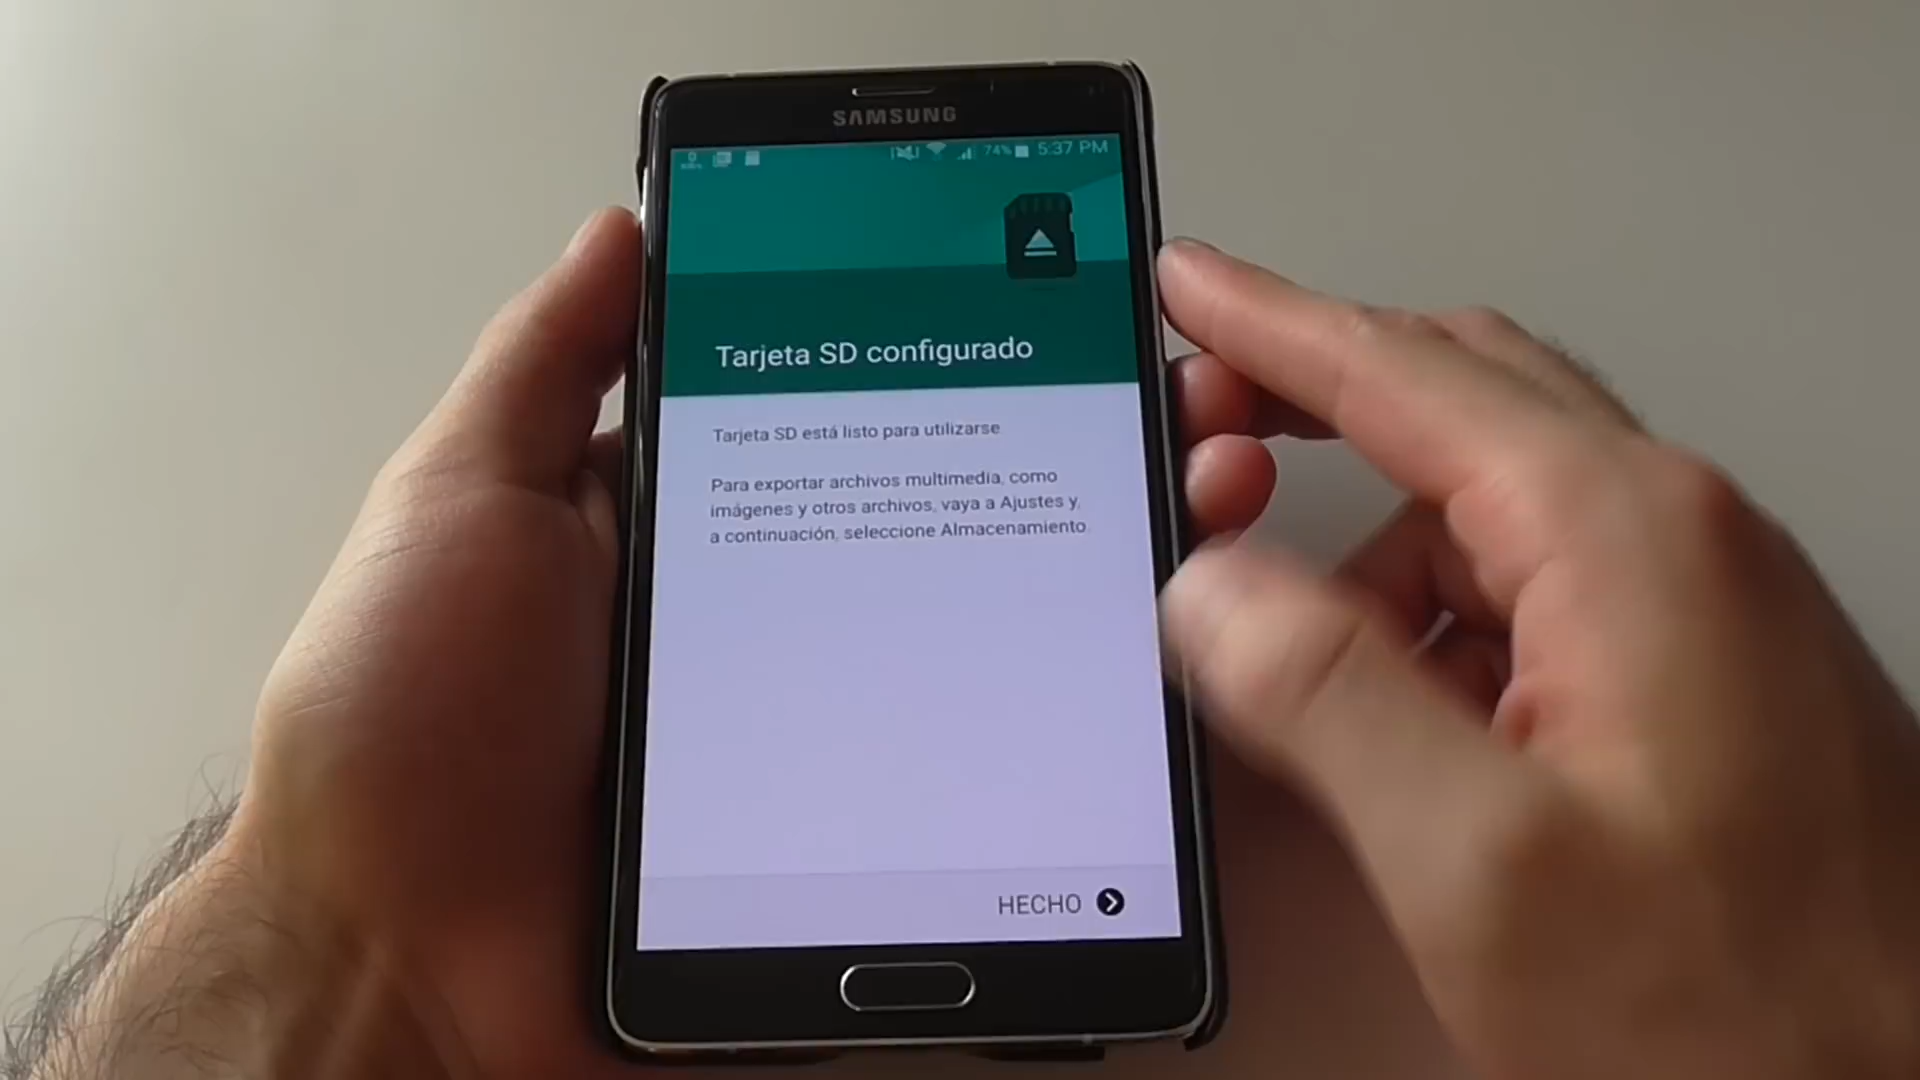 SAMSUNG
74% 5:37 PM
Tarjeta SD configurado
Tarjeta SD está listo para utilizarse
Para exportar archivos multimedia, como
imágenes y otros archivos, vaya a Ajustes y,
a continuación, seleccione Almacenamiento
HECHO